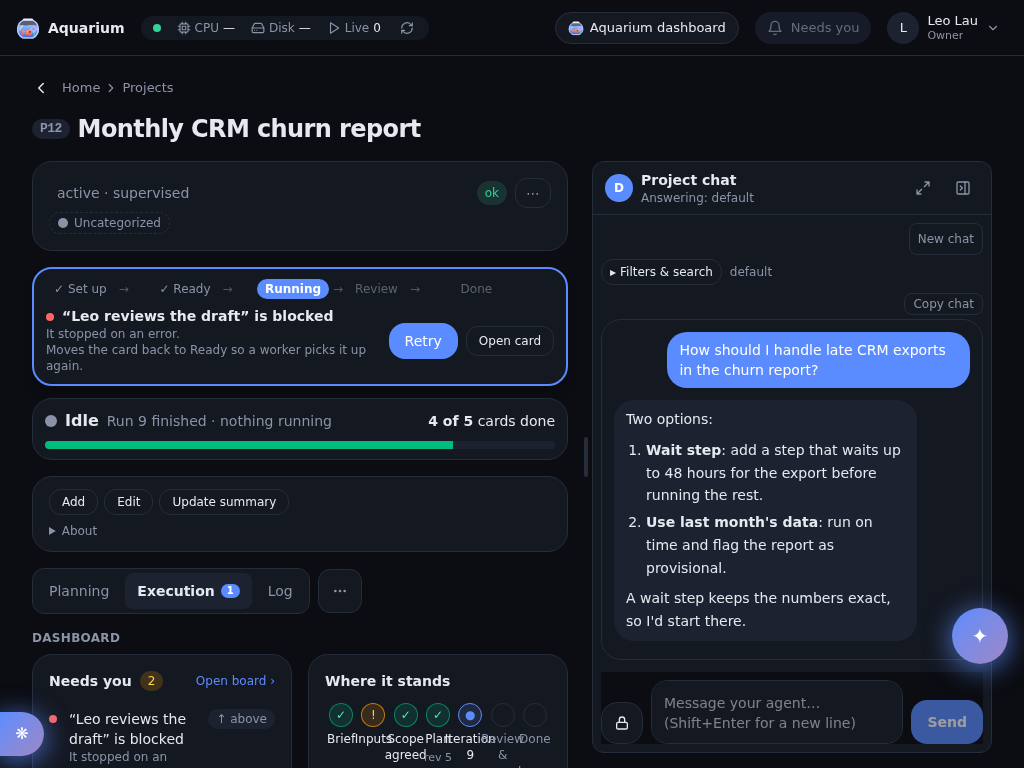 Aquarium
CPU —
Disk —
Live 0
Aquarium dashboard
Needs you
L
Leo Lau
Owner
Home
Projects
P12
Monthly CRM churn report
active · supervised
ok
···
Uncategorized
✓ Set up → ✓ Ready → Running → Review → Done
“Leo reviews the draft” is blocked
It stopped on an error.
Moves the card back to Ready so a worker picks it up
again.
Retry
Open card
Idle Run 9 finished · nothing running
4 of 5 cards done
Add
Edit
Update summary
About
Planning
Execution 1
Log
···
DASHBOARD
Needs you 2
Open board ›
“Leo reviews the
draft” is blocked
↑ above
It stopped on an
Where it stands
✓ ! ✓ ✓
Brief Inputs Scope Plan Iteration Review Done
agreed rev 5 9 &
D
Project chat
Answering: default
New chat
▸ Filters & search
default
Copy chat
How should I handle late CRM exports
in the churn report?
Two options:
1. Wait step: add a step that waits up
to 48 hours for the export before
running the rest.
2. Use last month's data: run on
time and flag the report as
provisional.
A wait step keeps the numbers exact,
so I'd start there.
Message your agent…
(Shift+Enter for a new line)
Send